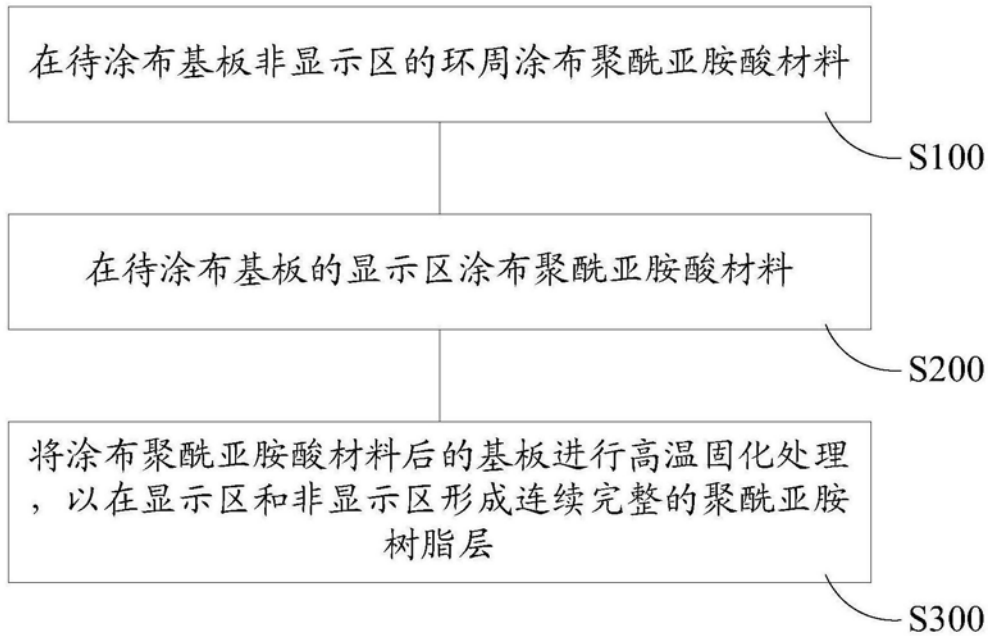 在待涂布基板非显示区的环周涂布聚酰亚胺酸材料
S100
在待涂布基板的显示区涂布聚酰亚胺酸材料
S200
将涂布聚酰亚胺酸材料后的基板进行高温固化处理
，以在显示区和非显示区形成连续完整的聚酰亚胺
树脂层
S300